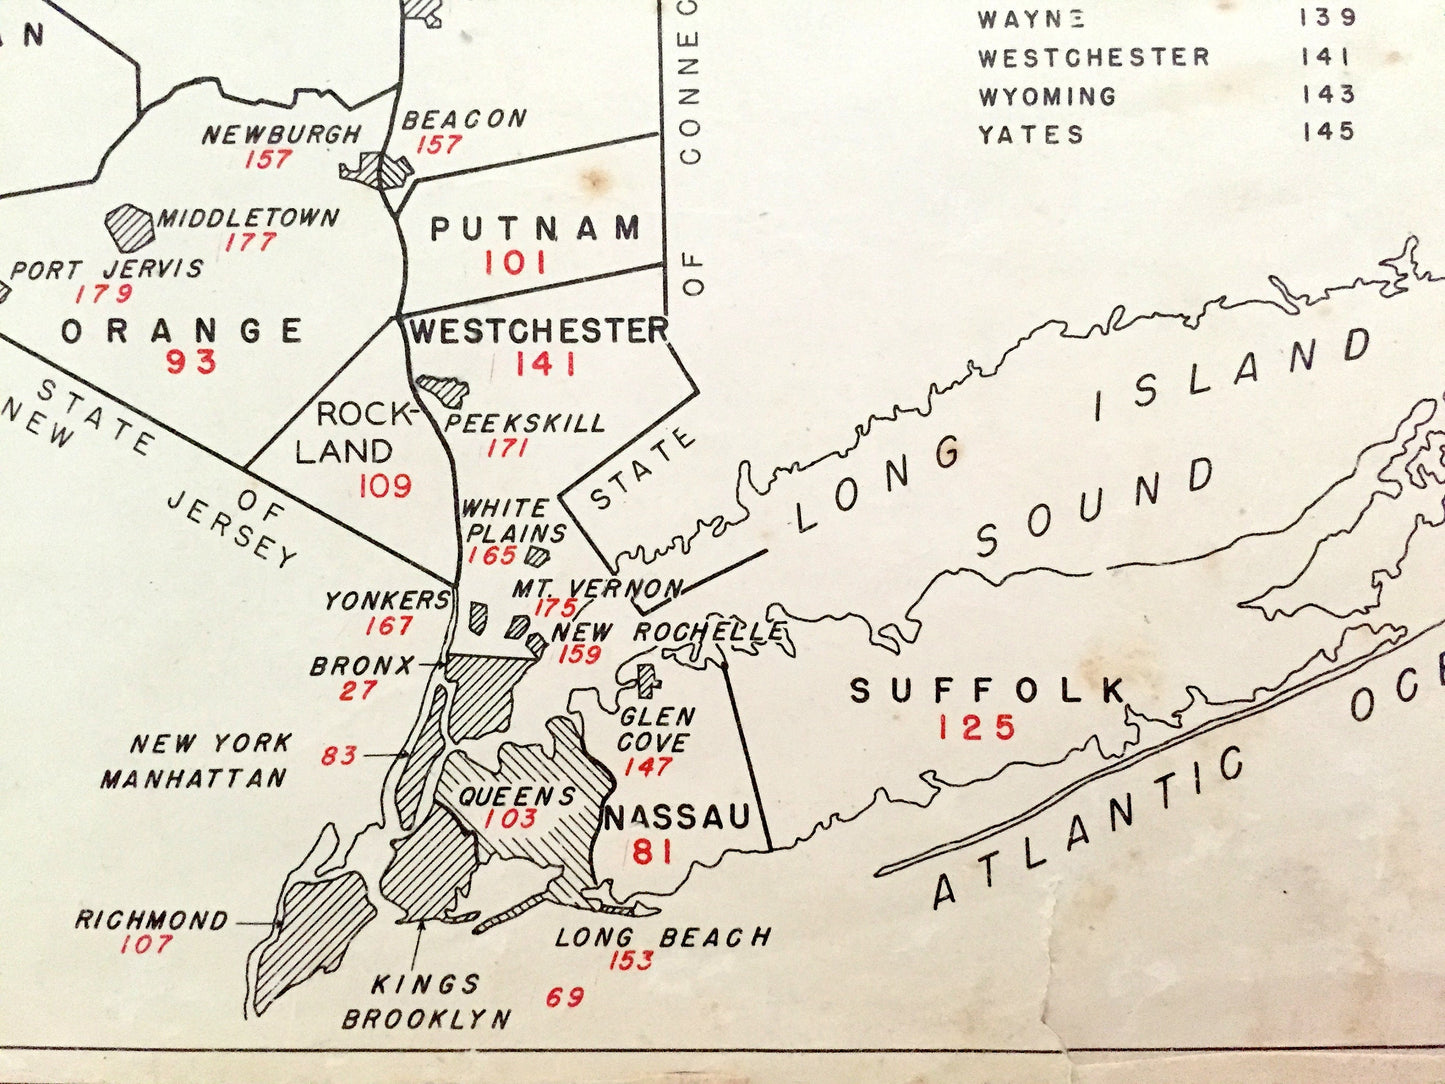 AN
WAYNE 139
WESTCHESTER 141
WYOMING 143
YATES 145
NEWBURGH
157
BEACON
157
MIDDLETOWN
177
PORT JERVIS
179
ORANGE
93
PUTNAM
101
STATE OF CONNEC
WESTCHESTER
141
PEEKSKILL
171
ROCK-
LAND
109
STATE OF
NEW JERSEY
WHITE
PLAINS
165
MT. VERNON
175
YONKERS
167
NEW ROCHELLE
159
BRONX
27
LONG ISLAND
SOUND
GLEN
COVE
147
SUFFOLK
125
NEW YORK
MANHATTAN
83
QUEENS
103
NASSAU
81
ATLANTIC OCE
RICHMOND
107
LONG BEACH
153
KINGS
BROOKLYN
69